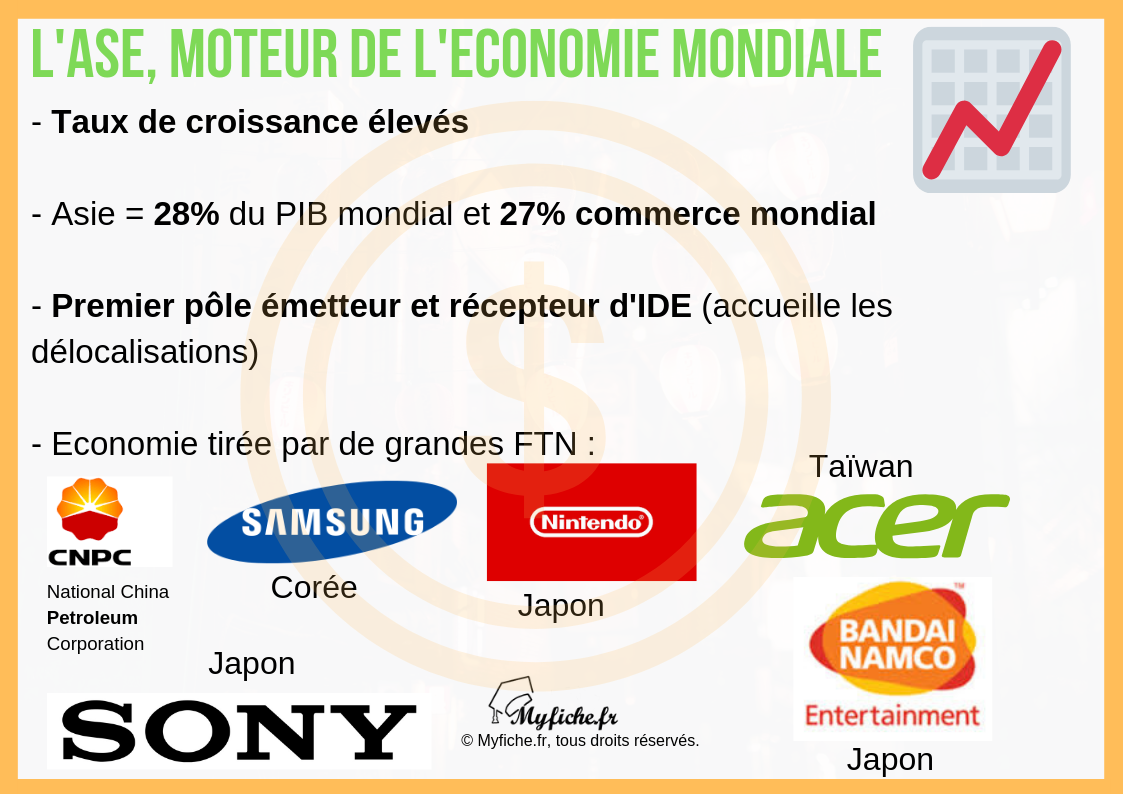 L'ASE, MOTEUR DE L'ECONOMIE MONDIALE
- Taux de croissance élevés
- Asie = 28% du PIB mondial et 27% commerce mondial
- Premier pôle émetteur et récepteur d'IDE (accueille les
délocalisations)
- Economie tirée par de grandes FTN :
CNPC
National China
Petroleum
Corporation
SAMSUNG
Corée
Nintendo®
Japon
Taïwan
acer
Japon
SONY
Myfiche.fr
© Myfiche.fr, tous droits réservés.
BANDAI
NAMCO
™
Entertainment
Japon
$